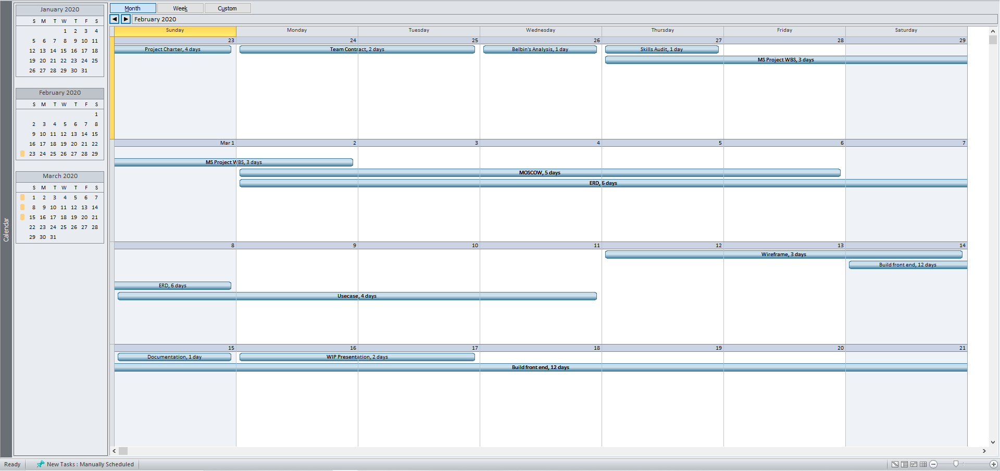 Calendar
January 2020
S M T W T F S
1 2 3 4
5 6 7 8 9 10 11
12 13 14 15 16 17 18
19 20 21 22 23 24 25
26 27 28 29 30 31
February 2020
S M T W T F S
1
2 3 4 5 6 7 8
9 10 11 12 13 14 15
16 17 18 19 20 21 22
23 24 25 26 27 28 29
March 2020
S M T W T F S
1 2 3 4 5 6 7
8 9 10 11 12 13 14
15 16 17 18 19 20 21
22 23 24 25 26 27 28
29 30 31
Month Week Custom
February 2020
Sunday Monday Tuesday Wednesday Thursday Friday Saturday
23 24 25 26 27 28 29
Project Charter, 4 days Team Contract, 2 days Belbin's Analysis, 1 day Skills Audit, 1 day
MS Project WBS, 3 days
Mar 1 2 3 4 5 6 7
MS Project WBS, 3 days
MOSCOW, 5 days
ERD, 6 days
8 9 10 11 12 13 14
Wireframe, 3 days
Build front end, 12 days
ERD, 6 days
Usecase, 4 days
15 16 17 18 19 20 21
Documentation, 1 day WIP Presentation, 2 days
Build front end, 12 days
Ready New Tasks : Manually Scheduled